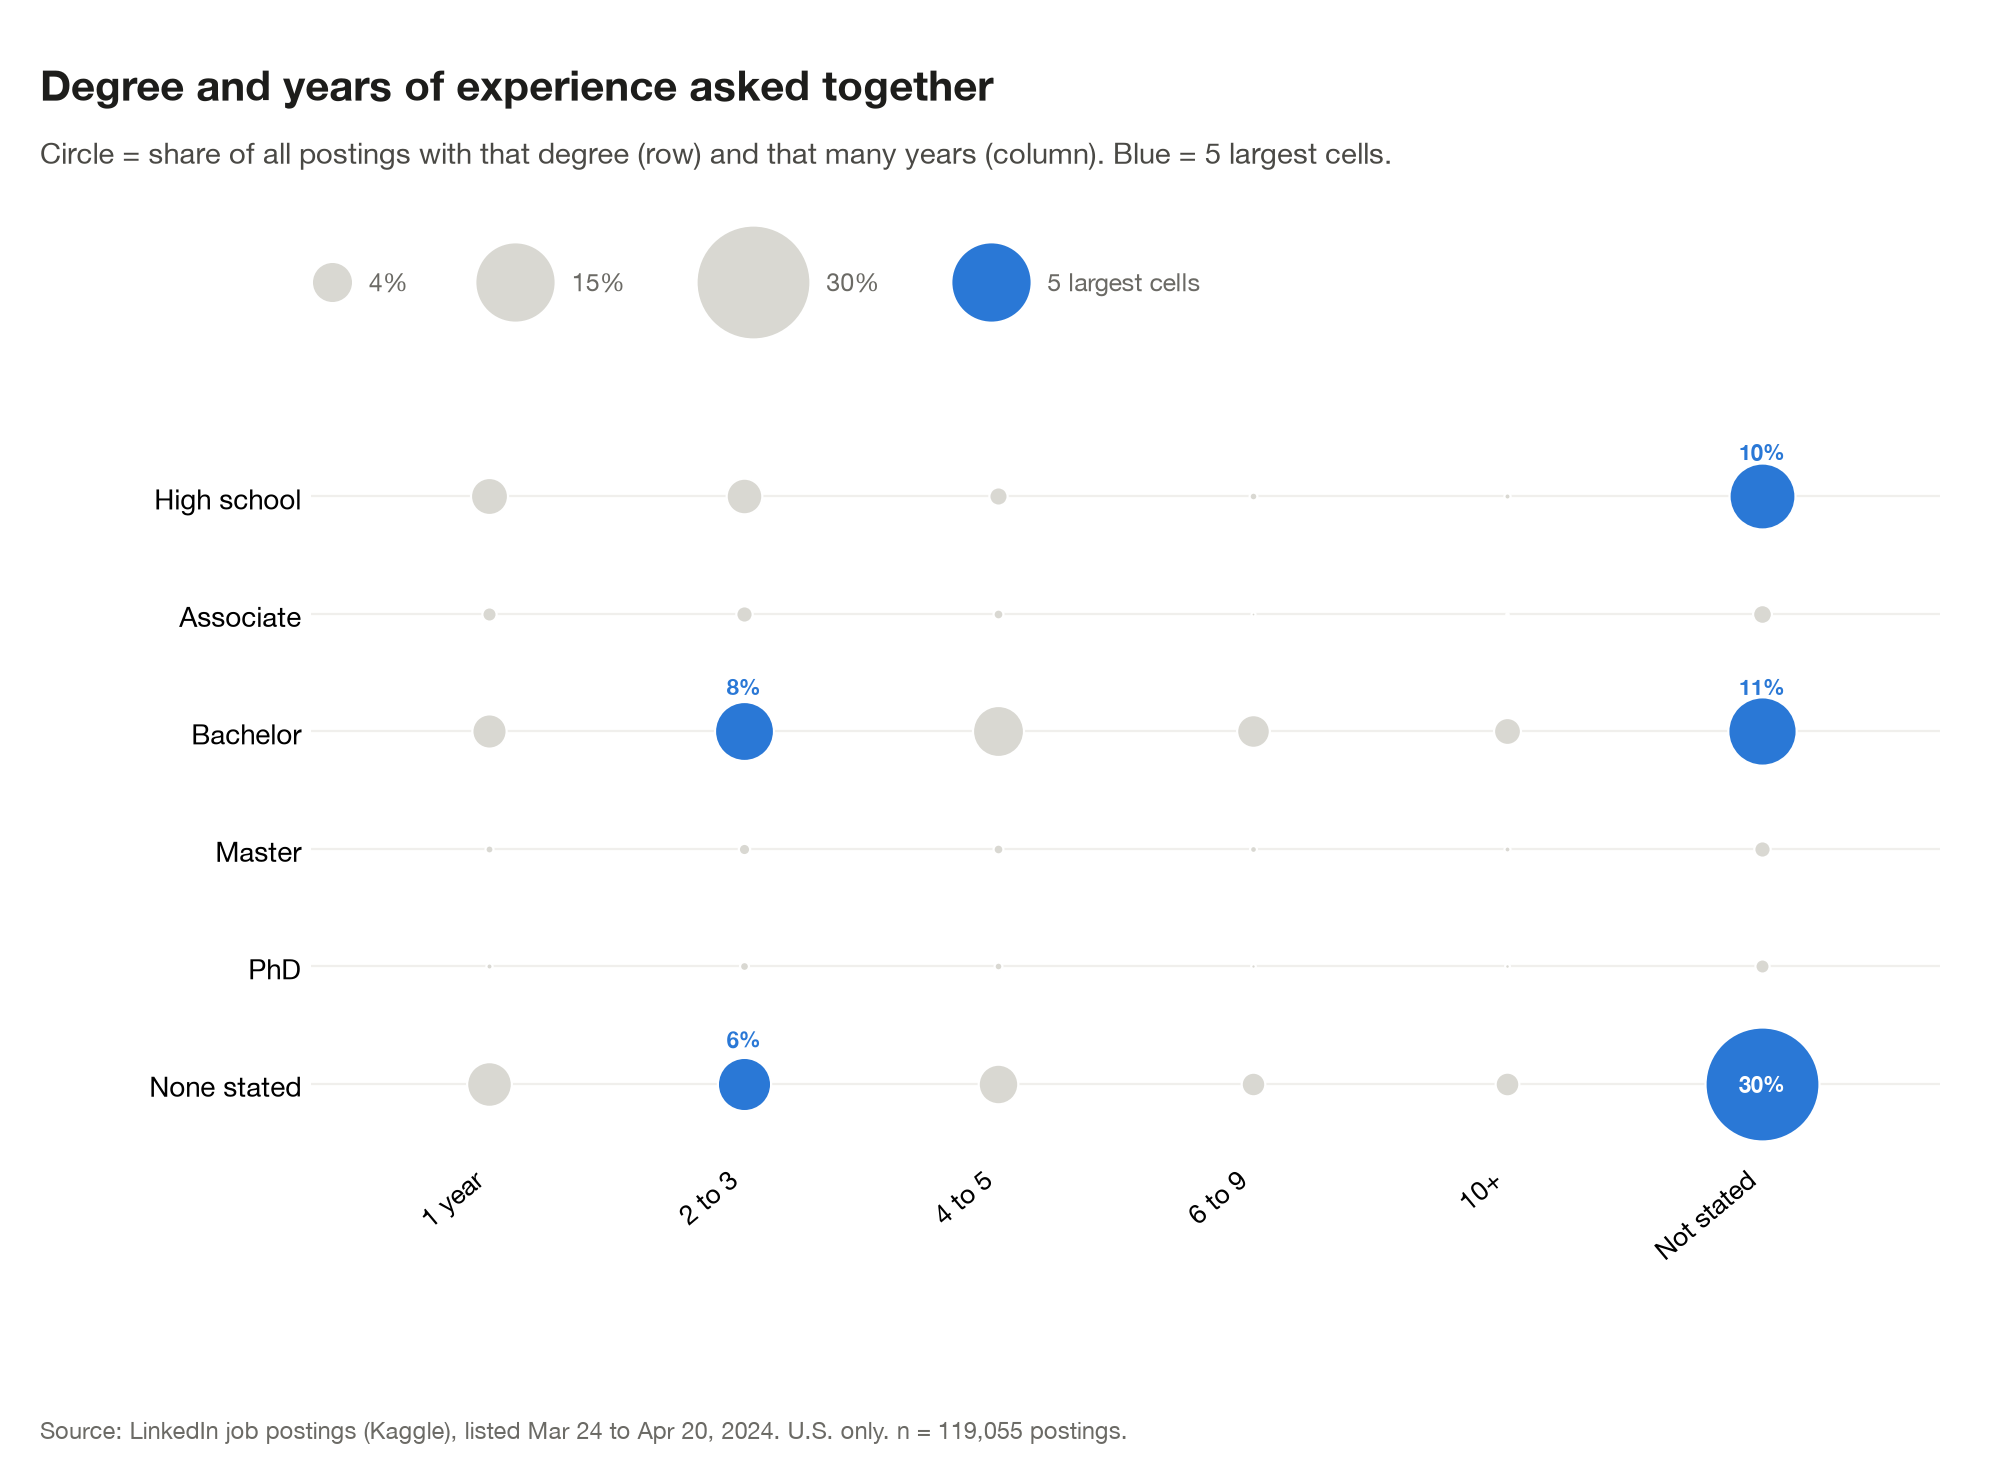 Degree and years of experience asked together
Circle = share of all postings with that degree (row) and that many years (column). Blue = 5 largest cells.
4%
15%
30%
5 largest cells
10%
High school
Associate
8%
11%
Bachelor
Master
PhD
6%
None stated
30%
1 year
2 to 3
4 to 5
6 to 9
10+
Not stated
Source: LinkedIn job postings (Kaggle), listed Mar 24 to Apr 20, 2024. U.S. only. n = 119,055 postings.